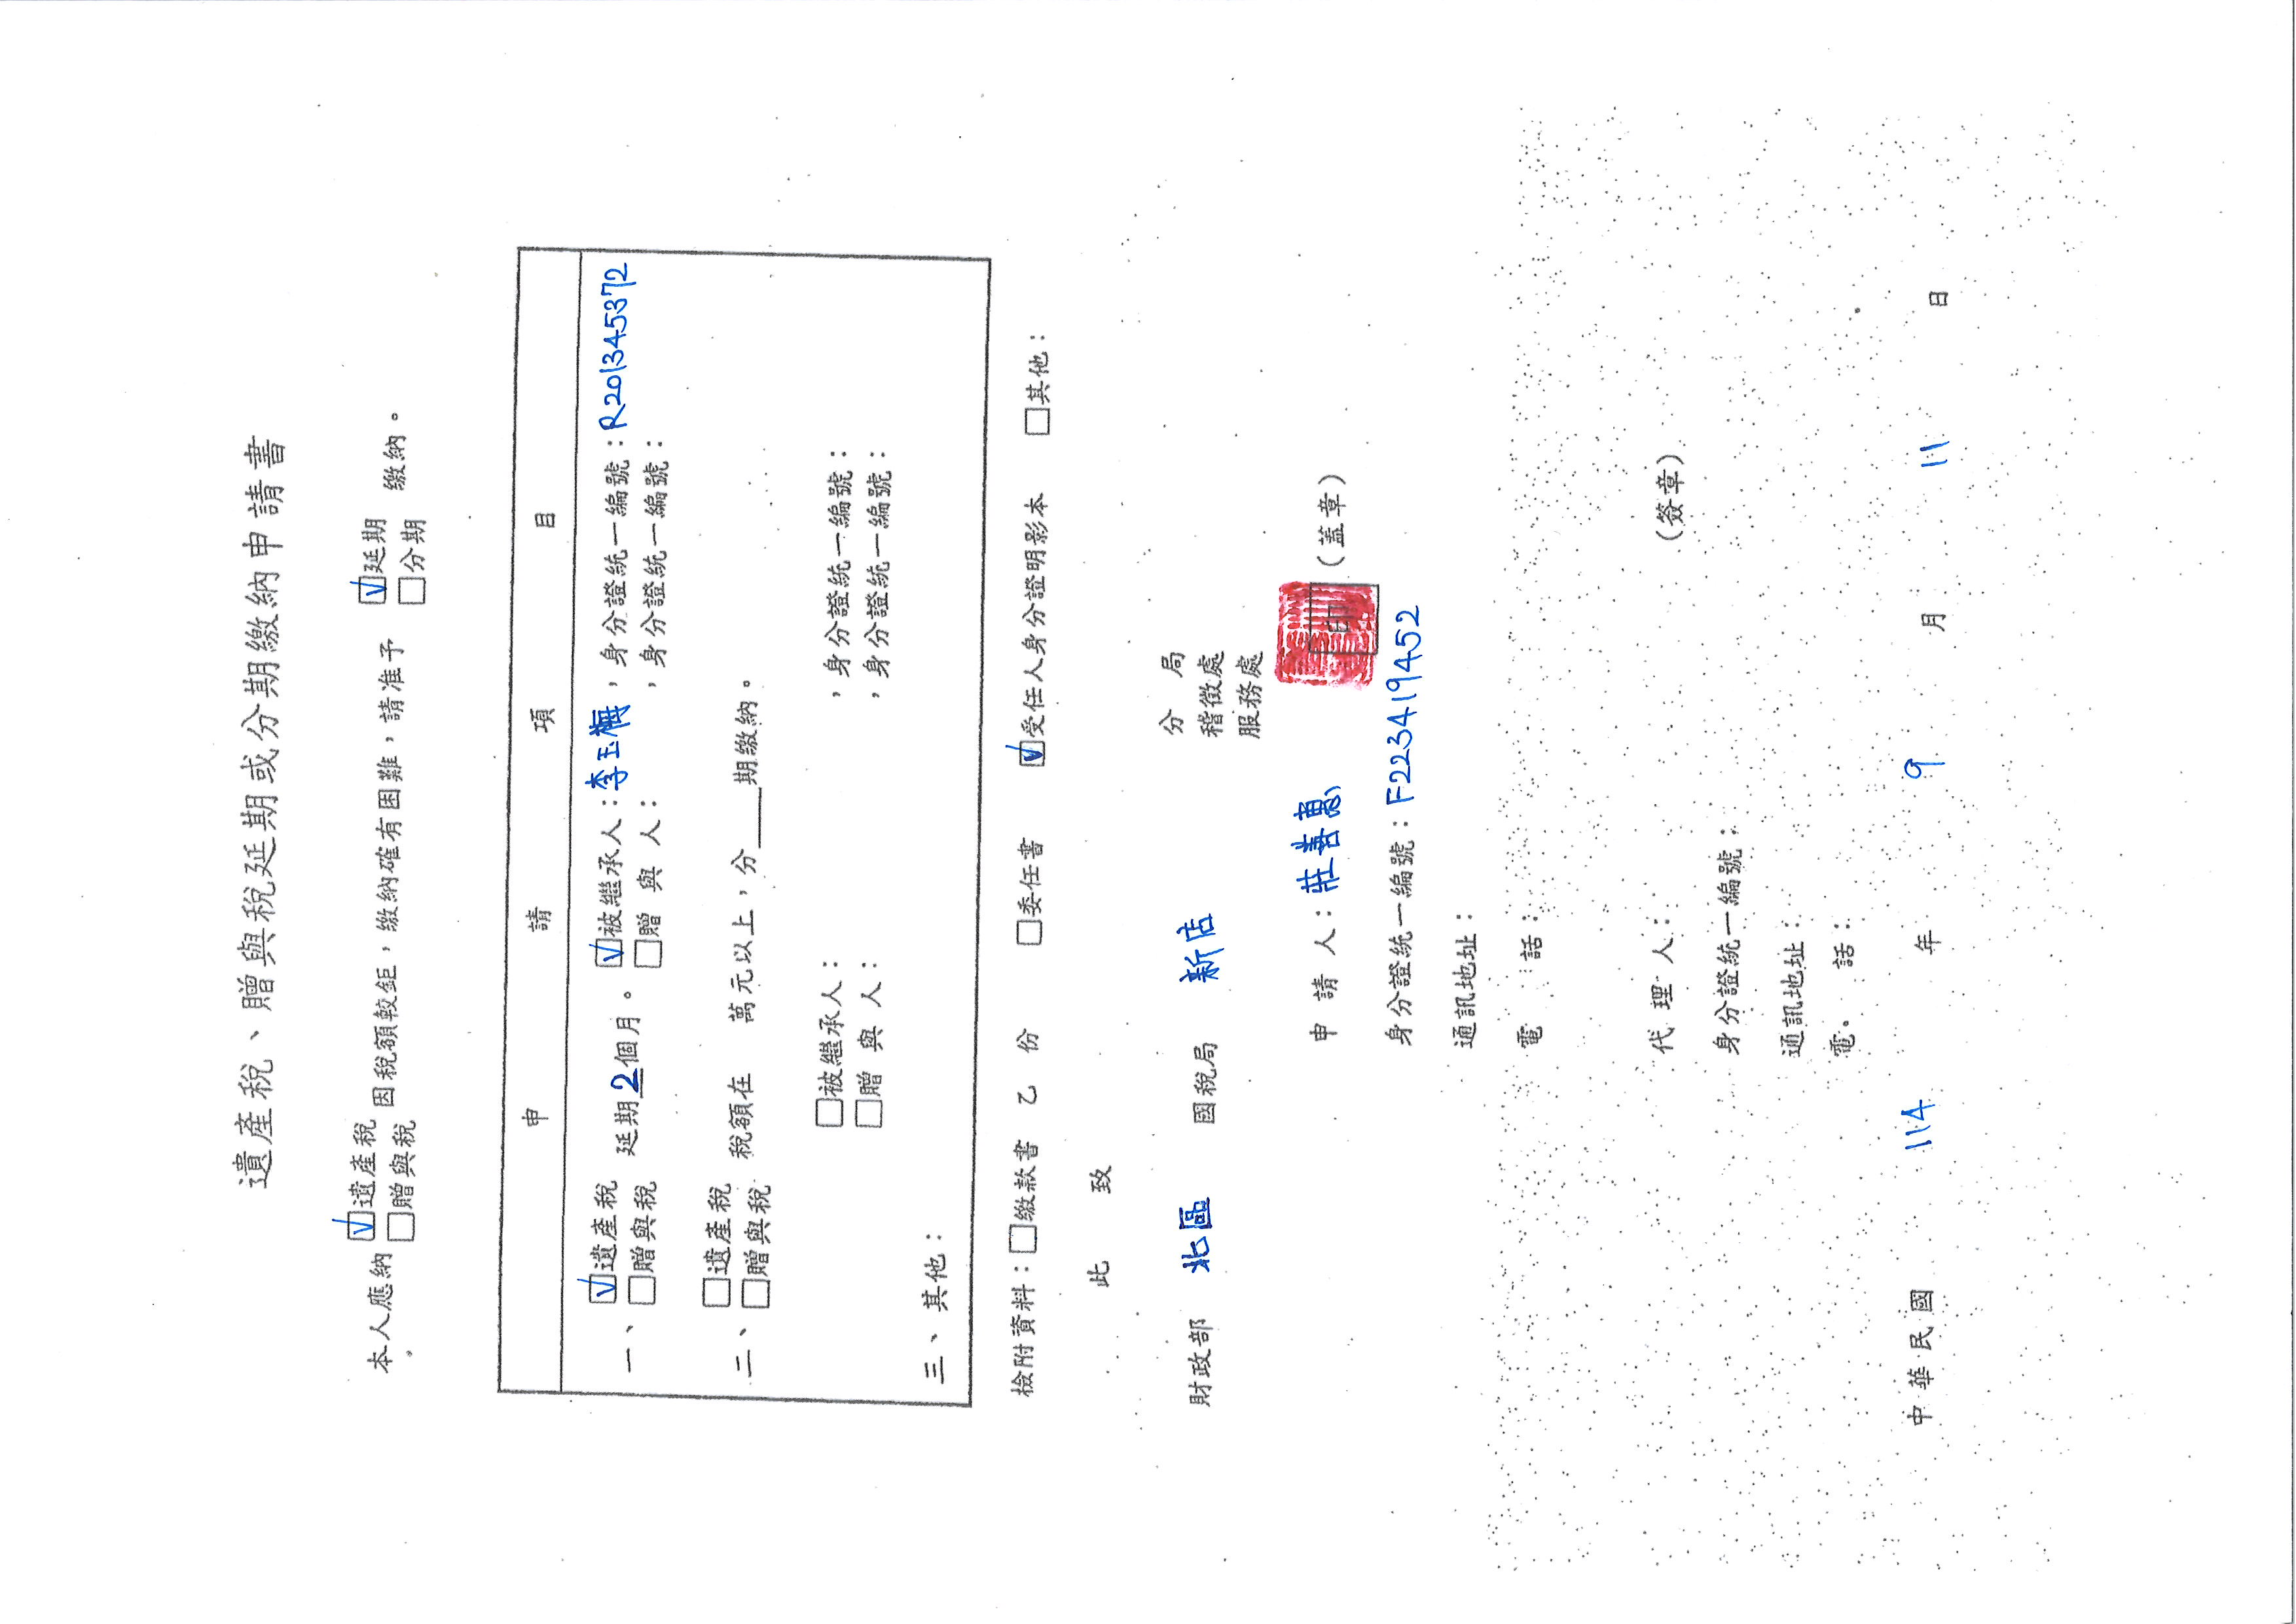 遺產稅、贈與稅延期或分期繳納申請書
本人應納 ☑遺產稅 因稅額較鉅，繳納確有困難，請准予 ☑延期 繳納。
□贈與稅 □分期
申 請 項 目
一、☑遺產稅 延期2個月。 ☑被繼承人：李玉梅 ，身分證統一編號：R201345372
□贈與稅 □贈 與 人： ，身分證統一編號：
二、□遺產稅 稅額在 萬元以上，分___期繳納。
□贈與稅
□被繼承人： ，身分證統一編號：
□贈 與 人： ，身分證統一編號：
三、其他：
檢附資料：□繳款書 乙 份 □委任書 ☑受任人身分證明影本 □其他：
此 致
財政部 北區 國稅局 新店 分 局
稽徵處
服務處
申 請 人：莊善惠 印 （蓋章）
身分證統一編號：F223419452
通訊地址：
電 話：
代 理 人： （簽章）
身分證統一編號：
通訊地址：
電 話：
中 華 民 國 114 年 9 月 11 日